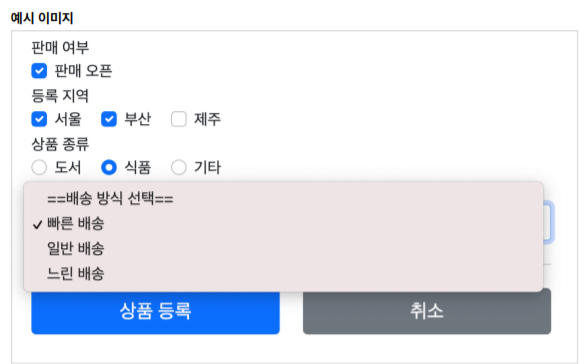 예시 이미지
판매 여부
판매 오픈
등록 지역
서울 부산 제주
상품 종류
도서 식품 기타
==배송 방식 선택==
빠른 배송
일반 배송
느린 배송
상품 등록 취소